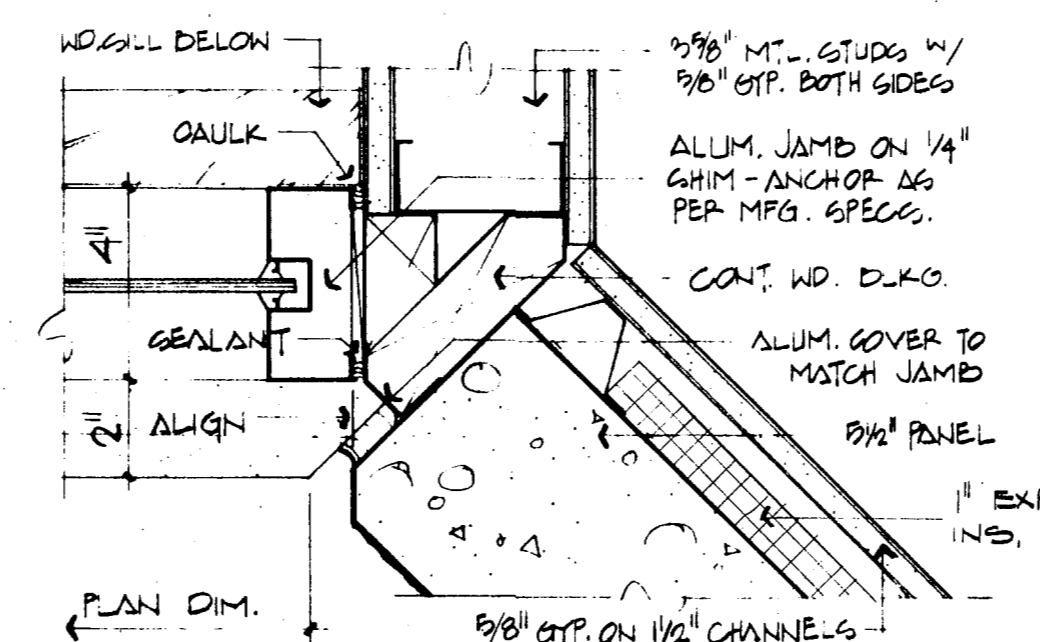 WD. SILL BELOW
3 5/8" MTL. STUDS W/
5/8" GYP. BOTH SIDES
CAULK
ALUM. JAMB ON 1/4"
SHIM - ANCHOR AS
PER MFG. SPECS.
4"
CONT. WD. BLKG.
SEALANT
ALUM. COVER TO
MATCH JAMB
2"
ALIGN
5 1/2" PANEL
1" EX
INS.
PLAN DIM.
5/8" GYP. ON 1 1/2" CHANNELS